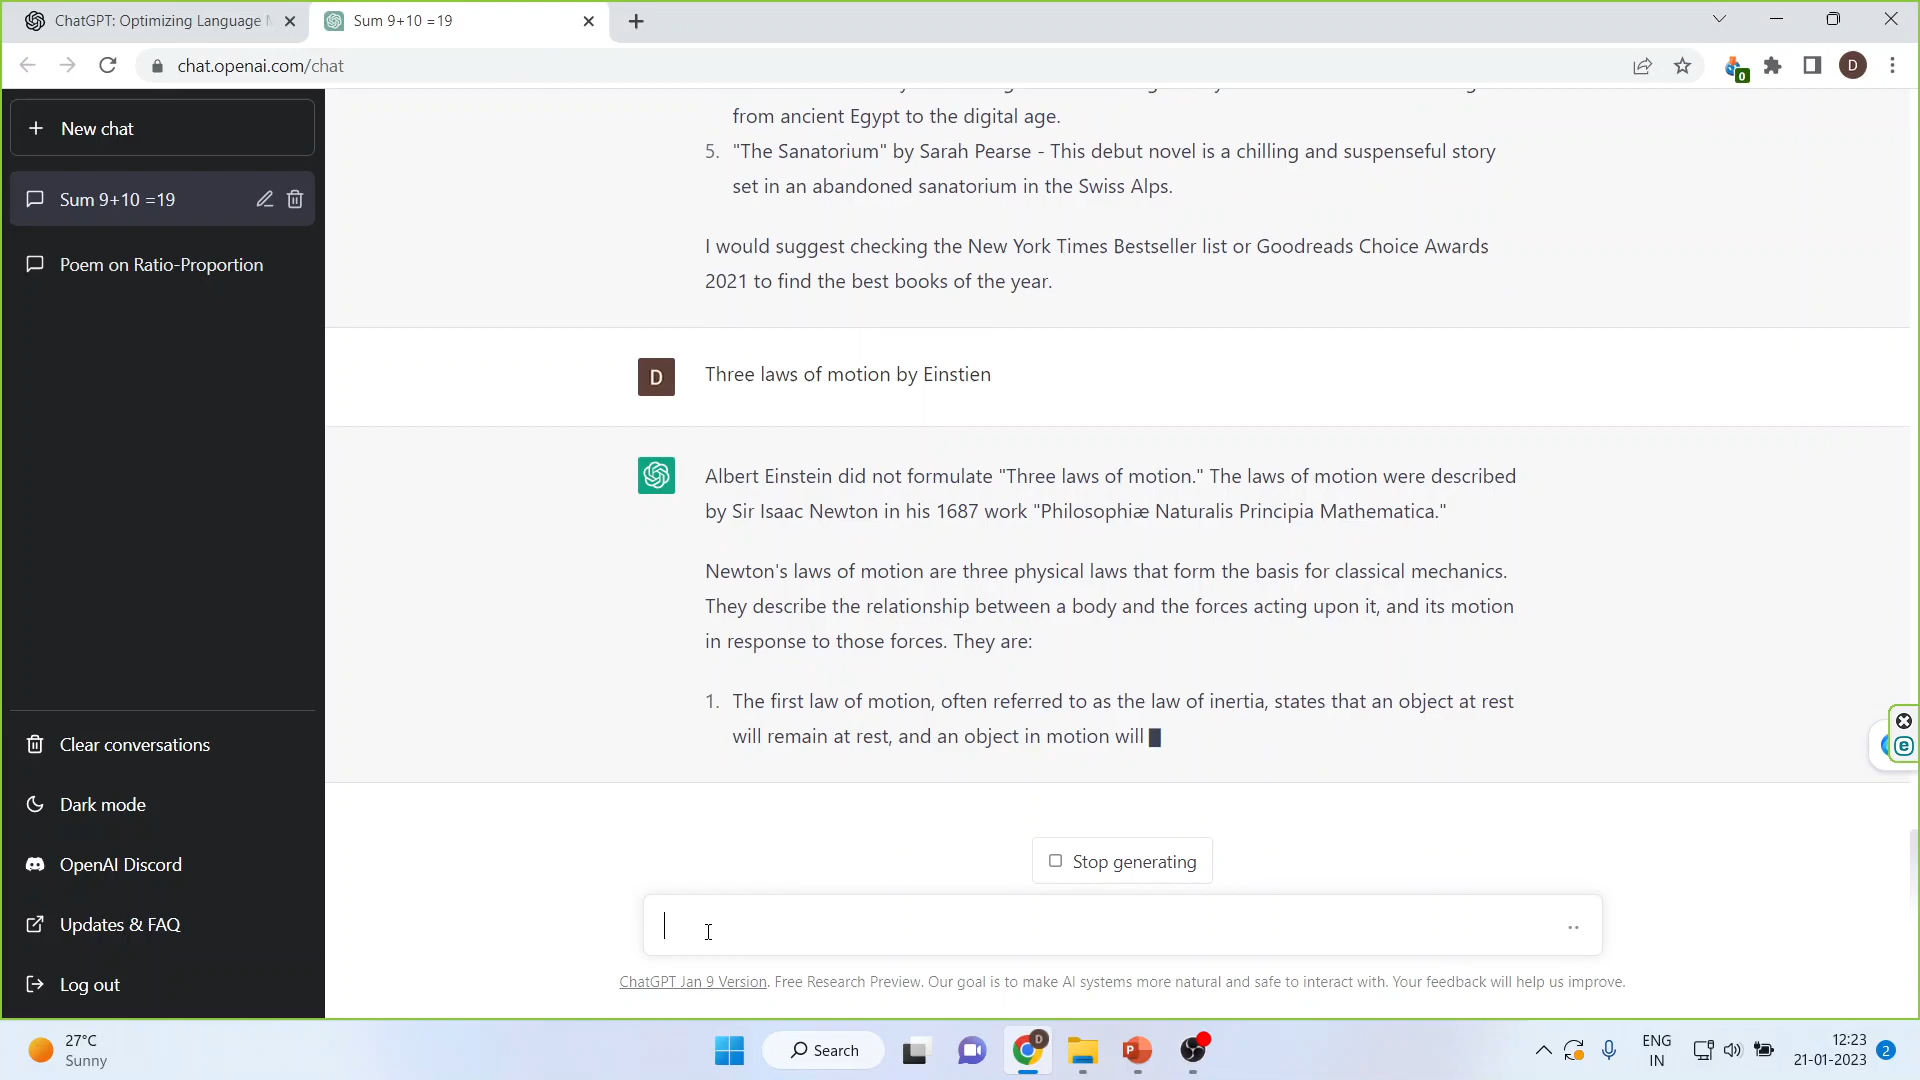 ChatGPT: Optimizing Language
Sum 9+10 =19
chat.openai.com/chat
0
D
New chat
Sum 9+10 =19
Poem on Ratio-Proportion
Clear conversations
Dark mode
OpenAI Discord
Updates & FAQ
Log out
from ancient Egypt to the digital age.
5. "The Sanatorium" by Sarah Pearse - This debut novel is a chilling and suspenseful story
set in an abandoned sanatorium in the Swiss Alps.
I would suggest checking the New York Times Bestseller list or Goodreads Choice Awards
2021 to find the best books of the year.
D
Three laws of motion by Einstien
Albert Einstein did not formulate "Three laws of motion." The laws of motion were described
by Sir Isaac Newton in his 1687 work "Philosophiæ Naturalis Principia Mathematica."
Newton's laws of motion are three physical laws that form the basis for classical mechanics.
They describe the relationship between a body and the forces acting upon it, and its motion
in response to those forces. They are:
1. The first law of motion, often referred to as the law of inertia, states that an object at rest
will remain at rest, and an object in motion will
Stop generating
ChatGPT Jan 9 Version. Free Research Preview. Our goal is to make AI systems more natural and safe to interact with. Your feedback will help us improve.
27°C
Sunny
Search
D
P
ENG
IN
12:23
21-01-2023
2